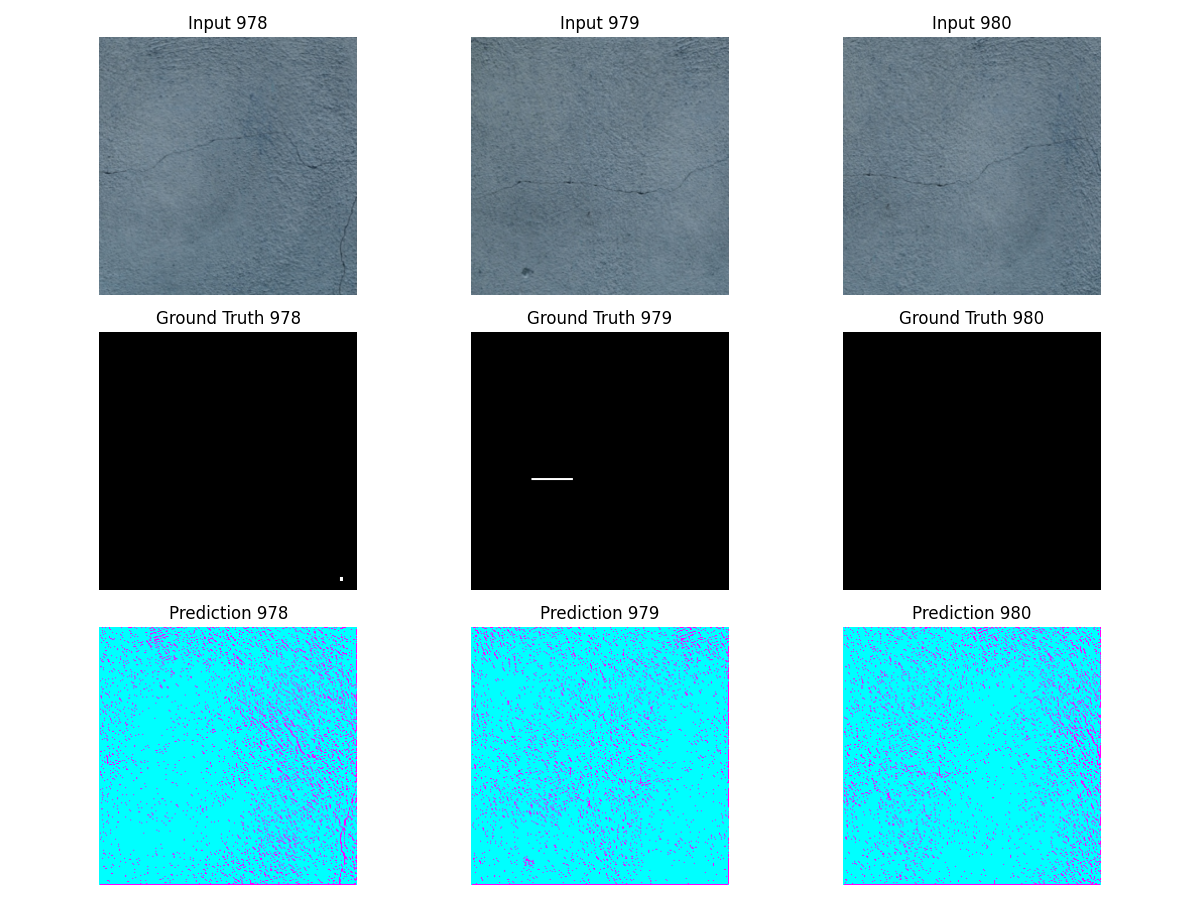 Input 978
Input 979
Input 980
Ground Truth 978
Ground Truth 979
Ground Truth 980
Prediction 978
Prediction 979
Prediction 980